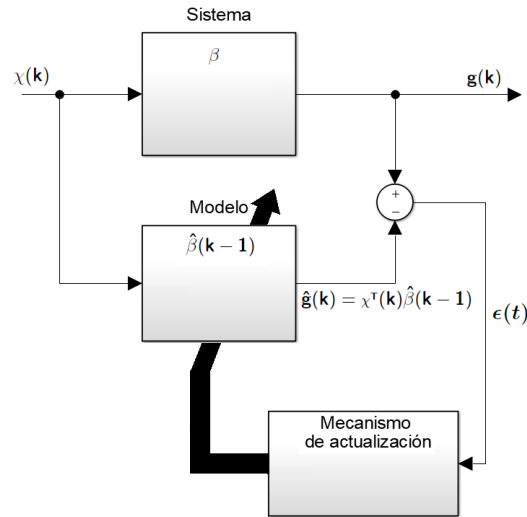 Sistema
β
χ(k)
g(k)
+
−
Modelo
β̂(k − 1)
ĝ(k) = χᵀ(k)β̂(k − 1)
ϵ(t)
Mecanismo
de actualización